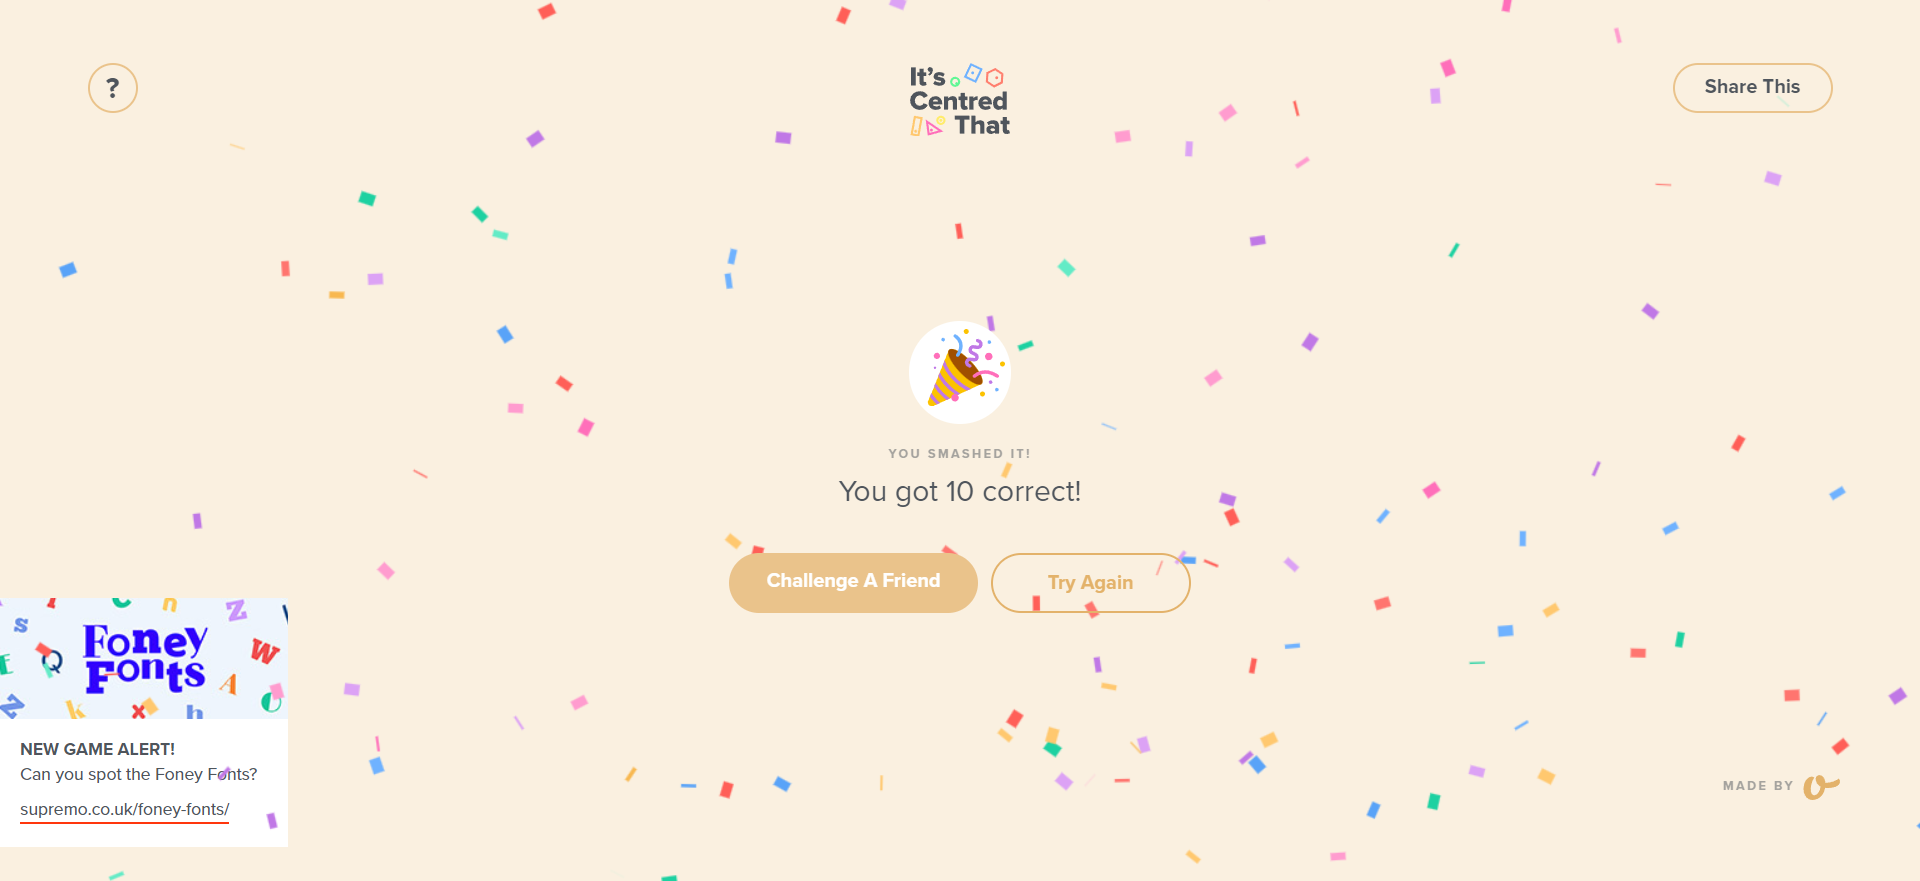 ?
It's
Centred
That
Share This
YOU SMASHED IT!
You got 10 correct!
Challenge A Friend
Try Again
Foney
Fonts
NEW GAME ALERT!
Can you spot the Foney Fonts?
supremo.co.uk/foney-fonts/
MADE BY